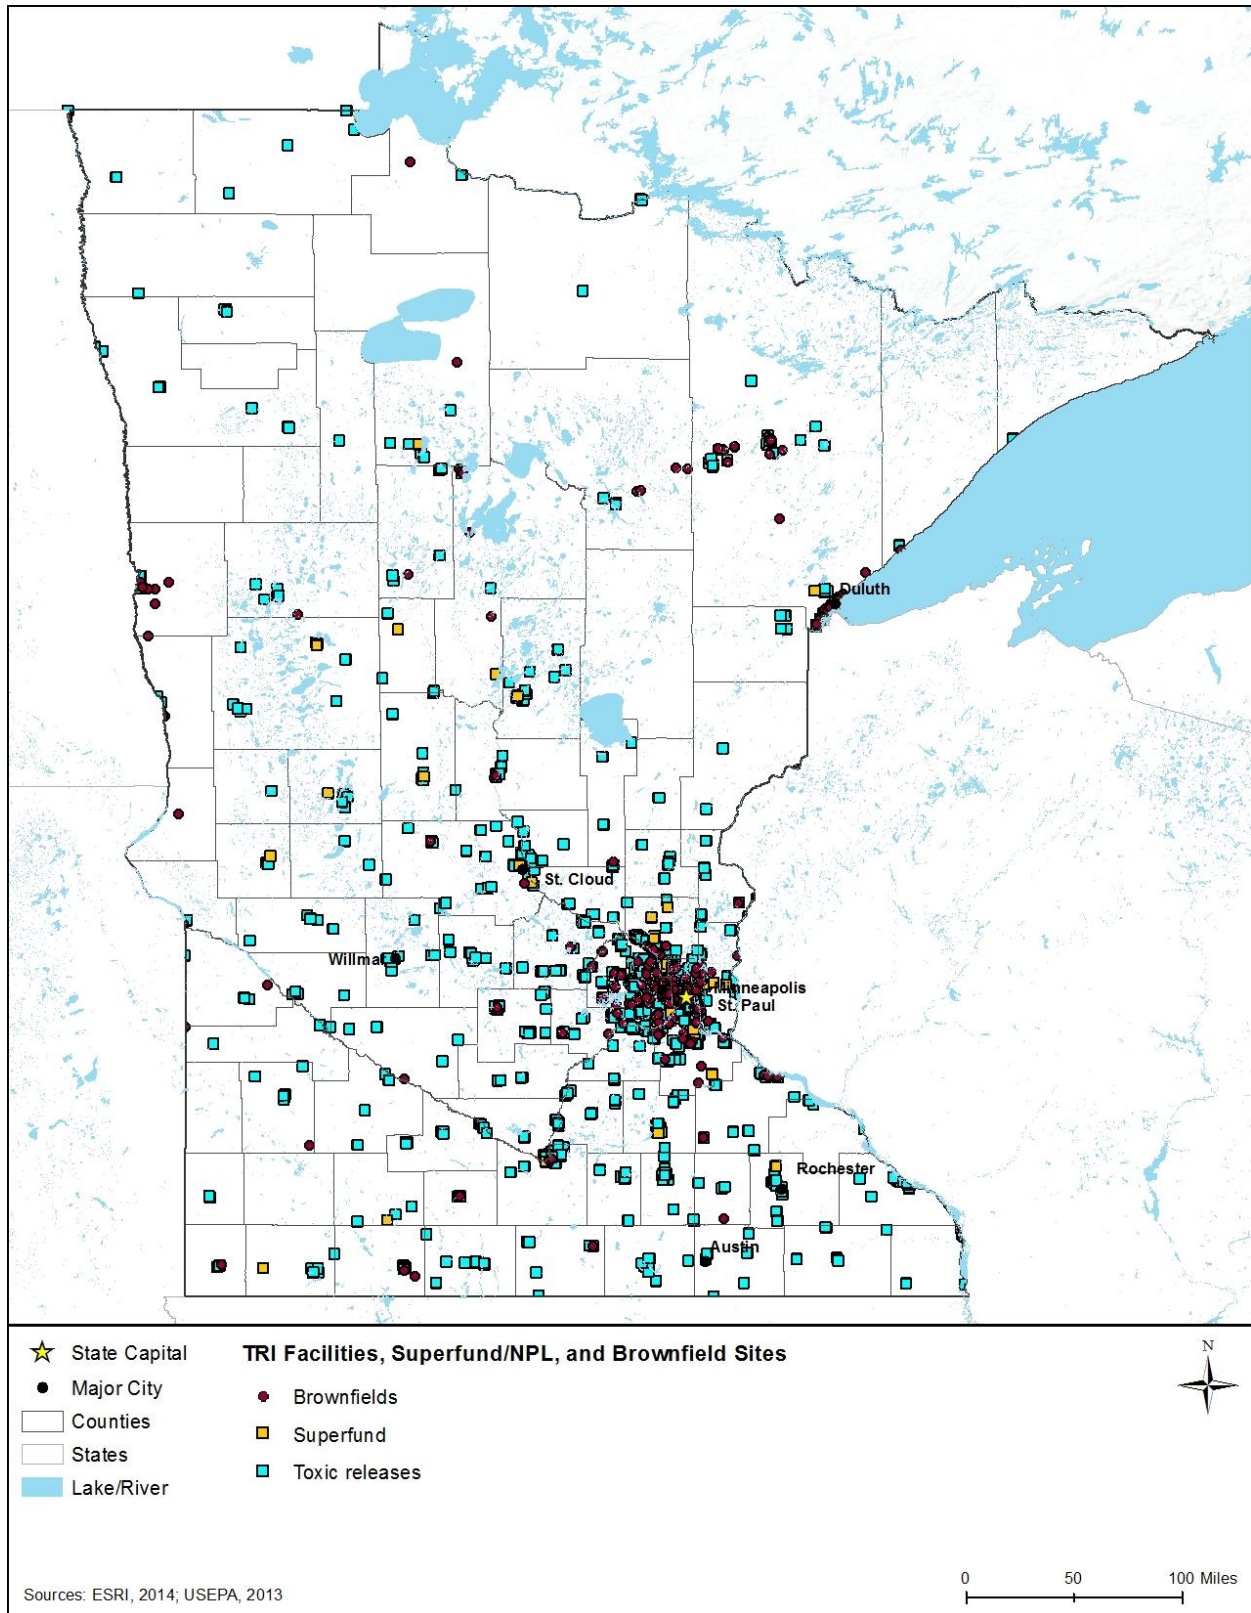 Duluth
St. Cloud
Willmar
Minneapolis
St. Paul
Rochester
Austin
State Capital
Major City
Counties
States
Lake/River
TRI Facilities, Superfund/NPL, and Brownfield Sites
Brownfields
Superfund
Toxic releases
N
Sources: ESRI, 2014; USEPA, 2013
0 50 100 Miles